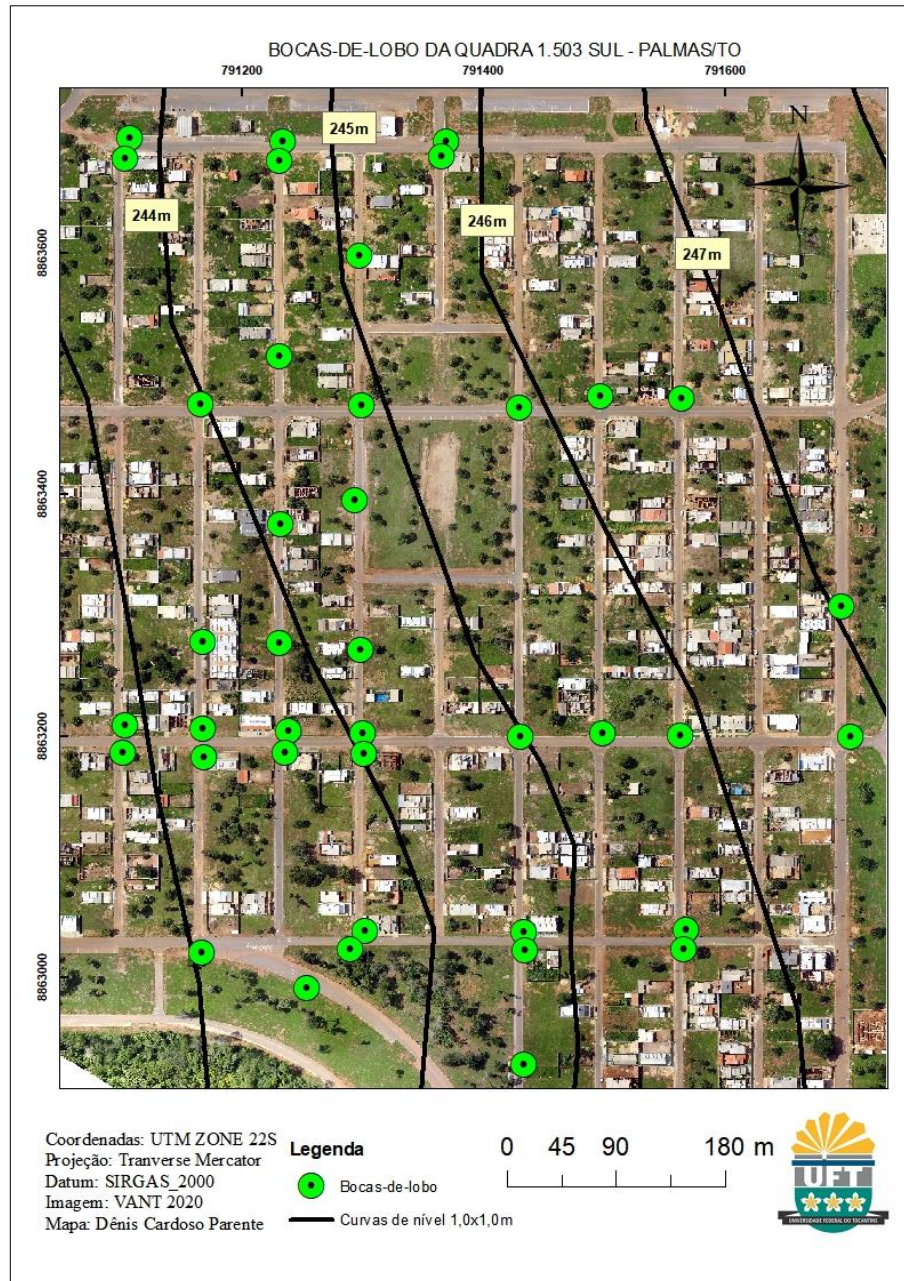 BOCAS-DE-LOBO DA QUADRA 1.503 SUL - PALMAS/TO
791200 791400 791600
N
245m
244m
246m
247m
8863600
8863400
8863200
8863000
Coordenadas: UTM ZONE 22S
Projeção: Tranverse Mercator
Datum: SIRGAS_2000
Imagem: VANT 2020
Mapa: Dênis Cardoso Parente
Legenda
Bocas-de-lobo
Curvas de nível 1,0x1,0m
0 45 90 180 m
UFT
UNIVERSIDADE FEDERAL DO TOCANTINS